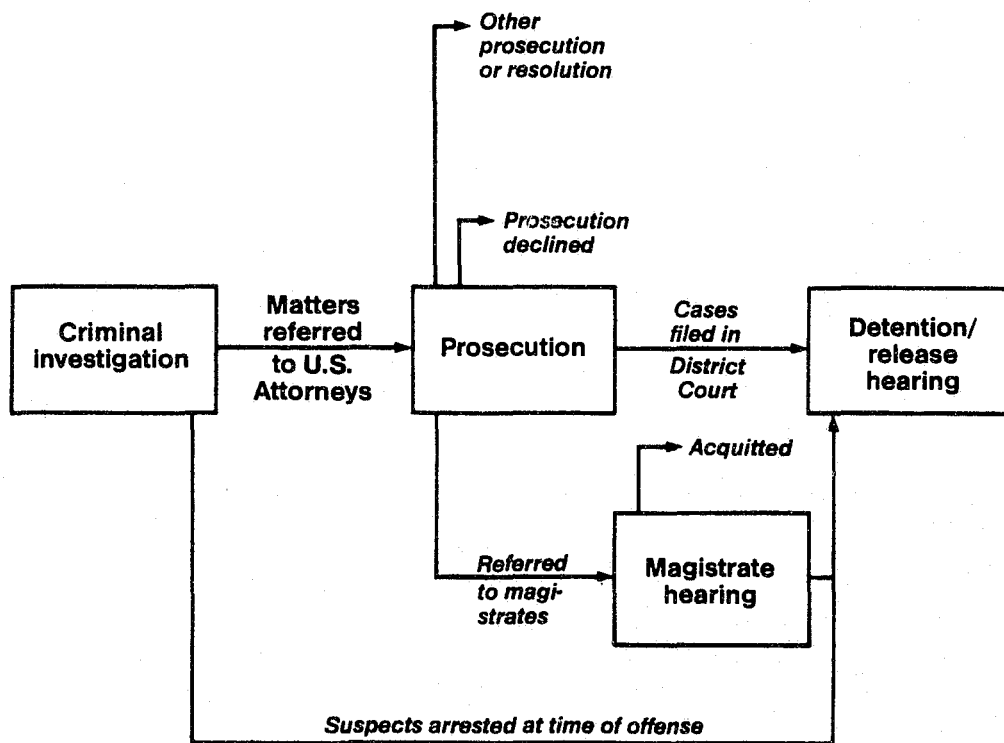 Other
prosecution
or resolution
Prosecution
declined
Criminal
investigation
Matters
referred
to U.S.
Attorneys
Prosecution
Cases
filed in
District
Court
Detention/
release
hearing
Acquitted
Referred
to magi-
strates
Magistrate
hearing
Suspects arrested at time of offense